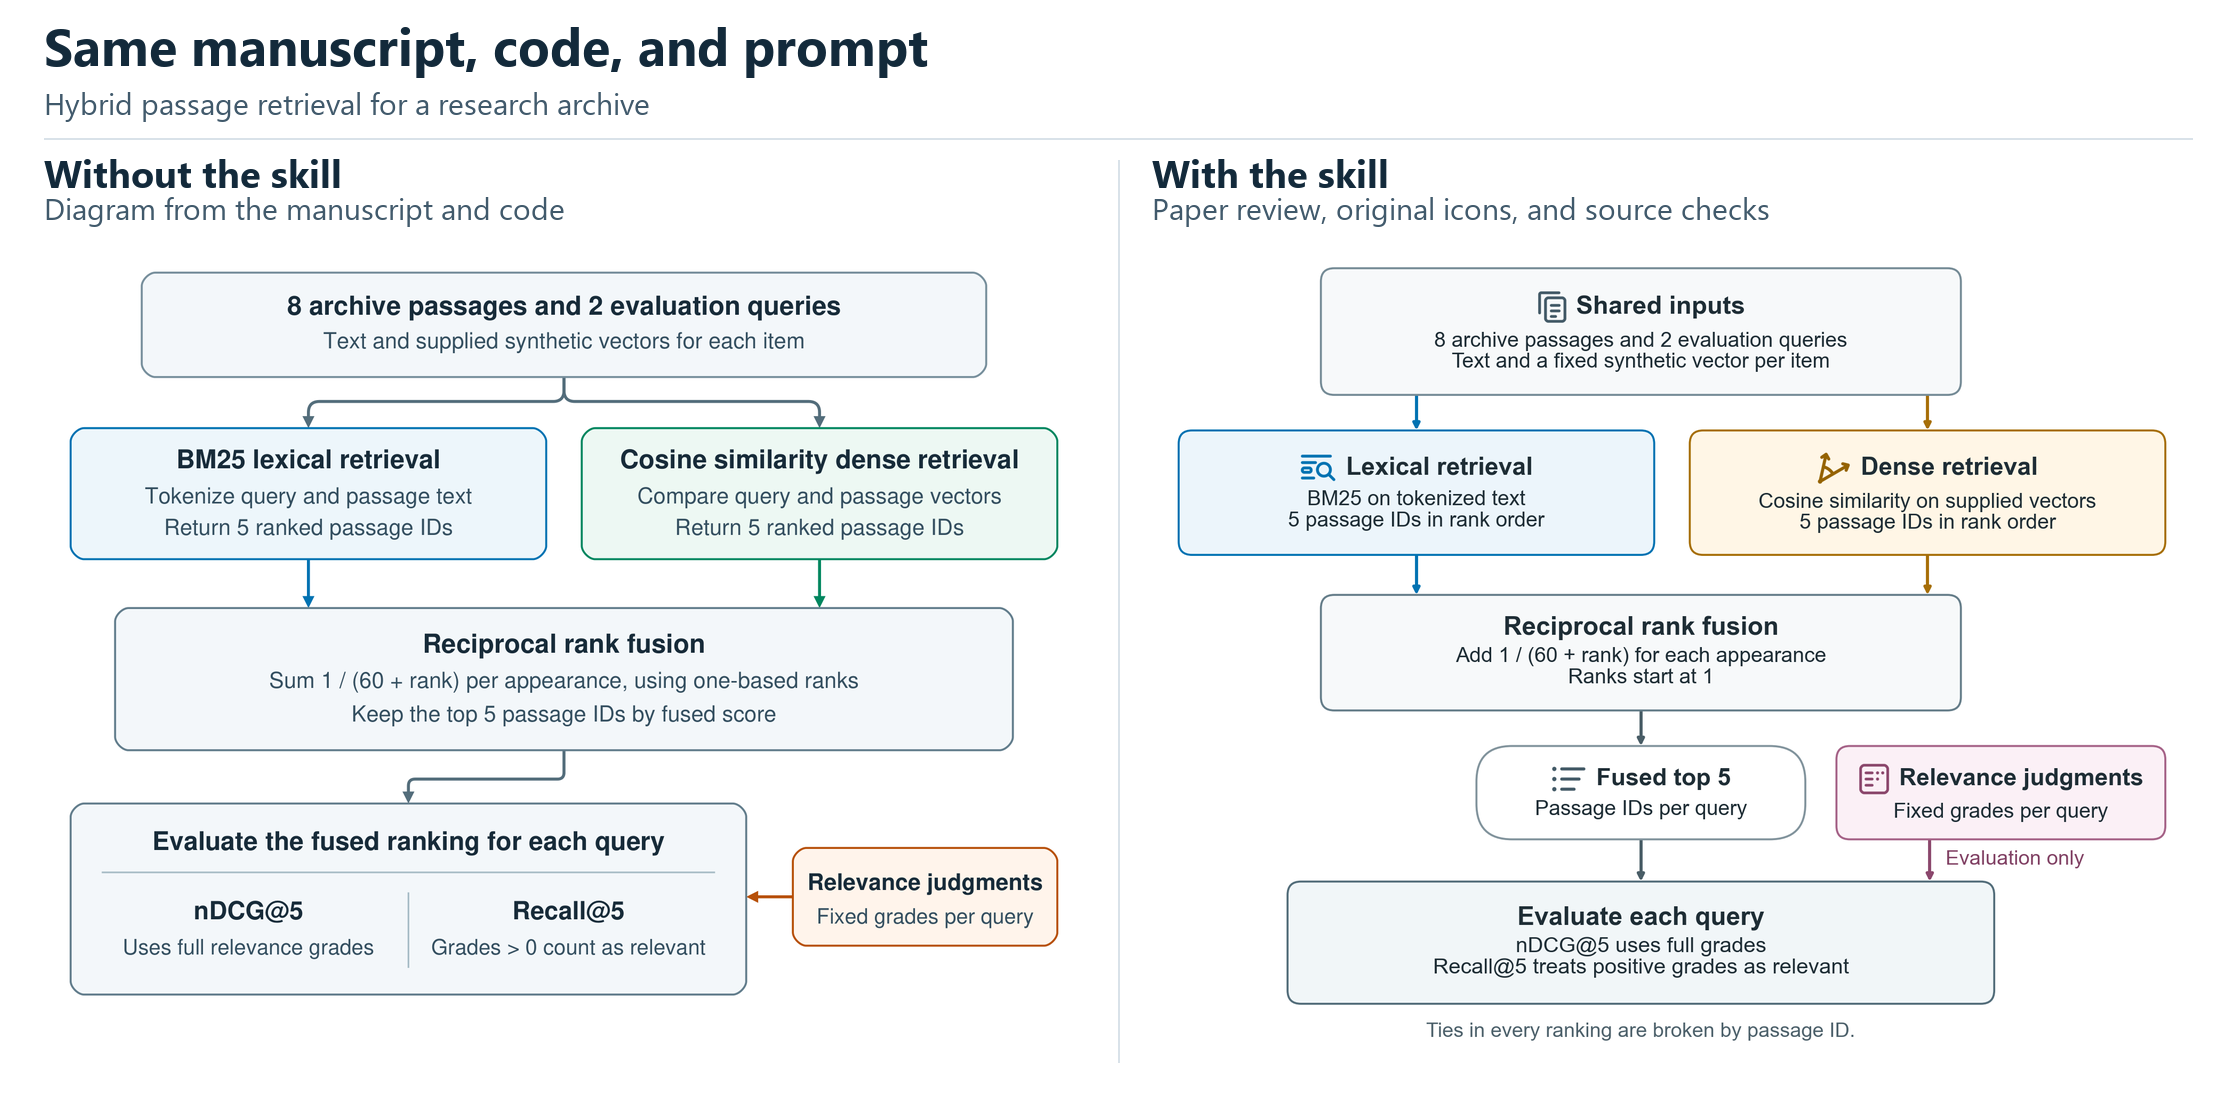 Same manuscript, code, and prompt
Hybrid passage retrieval for a research archive
Without the skill
Diagram from the manuscript and code
8 archive passages and 2 evaluation queries
Text and supplied synthetic vectors for each item
BM25 lexical retrieval
Tokenize query and passage text
Return 5 ranked passage IDs
Cosine similarity dense retrieval
Compare query and passage vectors
Return 5 ranked passage IDs
Reciprocal rank fusion
Sum 1 / (60 + rank) per appearance, using one-based ranks
Keep the top 5 passage IDs by fused score
Evaluate the fused ranking for each query
nDCG@5
Uses full relevance grades
Recall@5
Grades > 0 count as relevant
Relevance judgments
Fixed grades per query
With the skill
Paper review, original icons, and source checks
Shared inputs
8 archive passages and 2 evaluation queries
Text and a fixed synthetic vector per item
Lexical retrieval
BM25 on tokenized text
5 passage IDs in rank order
Dense retrieval
Cosine similarity on supplied vectors
5 passage IDs in rank order
Reciprocal rank fusion
Add 1 / (60 + rank) for each appearance
Ranks start at 1
Fused top 5
Passage IDs per query
Relevance judgments
Fixed grades per query
Evaluation only
Evaluate each query
nDCG@5 uses full grades
Recall@5 treats positive grades as relevant
Ties in every ranking are broken by passage ID.